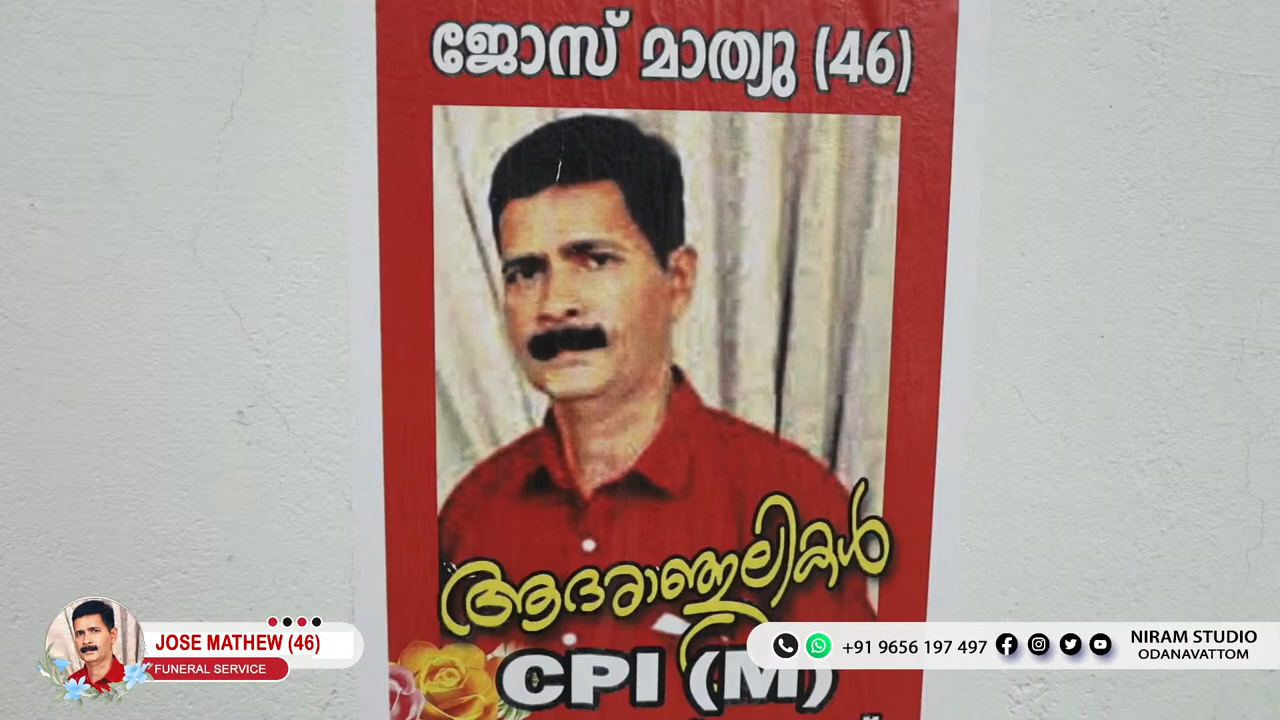 ജോസ് മാത്യു (46)
ആദരാഞ്ജലികൾ
CPI (M)
JOSE MATHEW (46)
FUNERAL SERVICE
+91 9656 197 497
NIRAM STUDIO
ODANAVATTOM